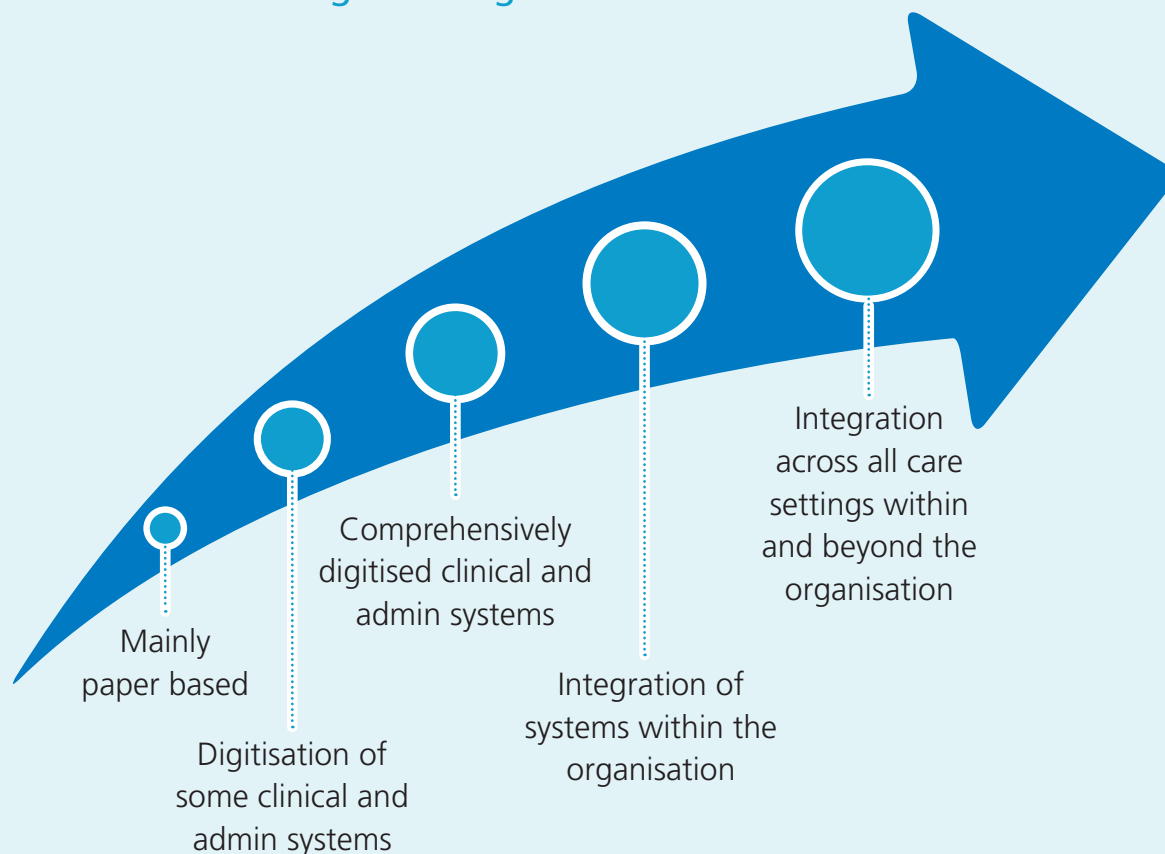 Mainly
paper based
Digitisation of
some clinical and
admin systems
Comprehensively
digitised clinical and
admin systems
Integration of
systems within the
organisation
Integration
across all care
settings within
and beyond the
organisation